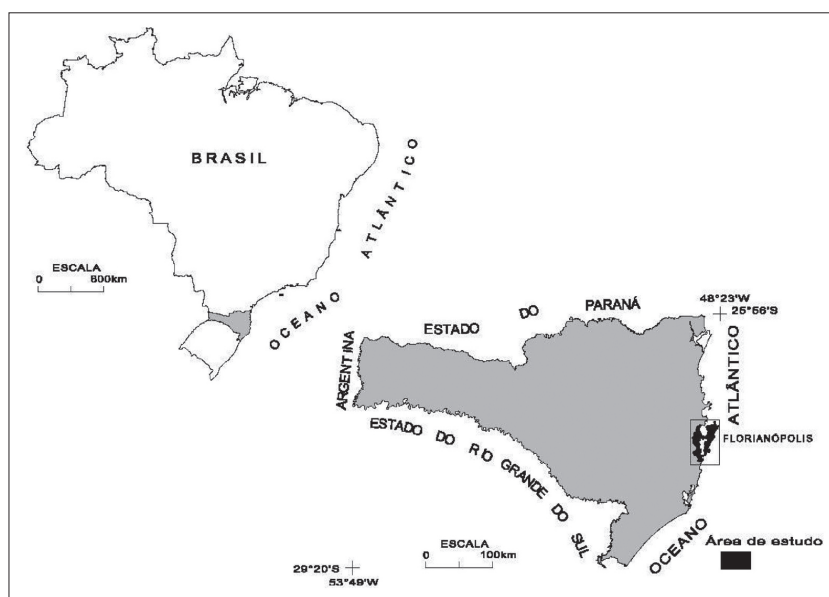 BRASIL
OCEANO ATLÂNTICO
ESCALA
0 600km
48°23'W
25°56'S
ESTADO DO PARANÁ
ARGENTINA
ATLÂNTICO
FLORIANÓPOLIS
ESTADO DO RIO GRANDE DO SUL
OCEANO
Área de estudo
ESCALA
0 100km
29°20'S
53°49'W